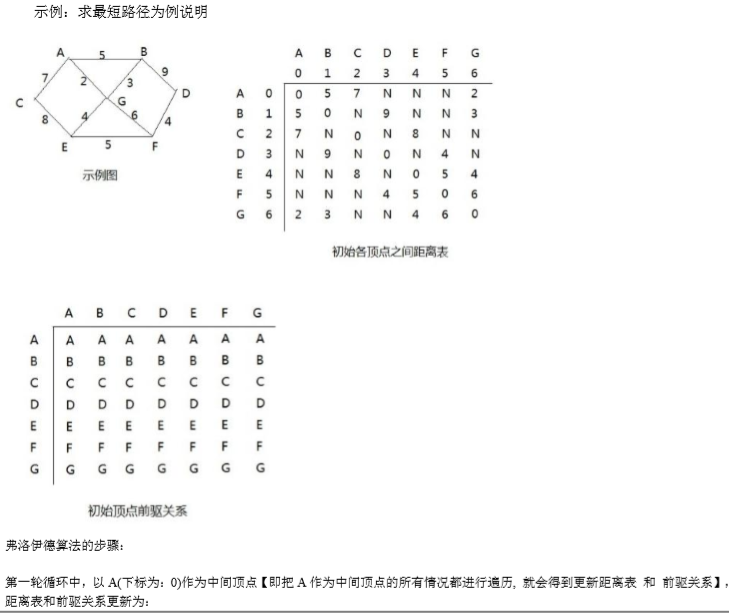 示例：求最短路径为例说明
A 5 B
7 2 3 9
C G D
8 4 6 4
E 5 F
示例图
A B C D E F G
0 1 2 3 4 5 6
A 0 0 5 7 N N N 2
B 1 5 0 N 9 N N 3
C 2 7 N 0 N 8 N N
D 3 N 9 N 0 N 4 N
E 4 N N 8 N 0 5 4
F 5 N N N 4 5 0 6
G 6 2 3 N N 4 6 0
初始各顶点之间距离表
A B C D E F G
A A A A A A A A
B B B B B B B B
C C C C C C C C
D D D D D D D D
E E E E E E E E
F F F F F F F F
G G G G G G G G
初始顶点前驱关系
弗洛伊德算法的步骤：
第一轮循环中，以 A(下标为：0)作为中间顶点【即把 A 作为中间顶点的所有情况都进行遍历, 就会得到更新距离表 和 前驱关系】，
距离表和前驱关系更新为：